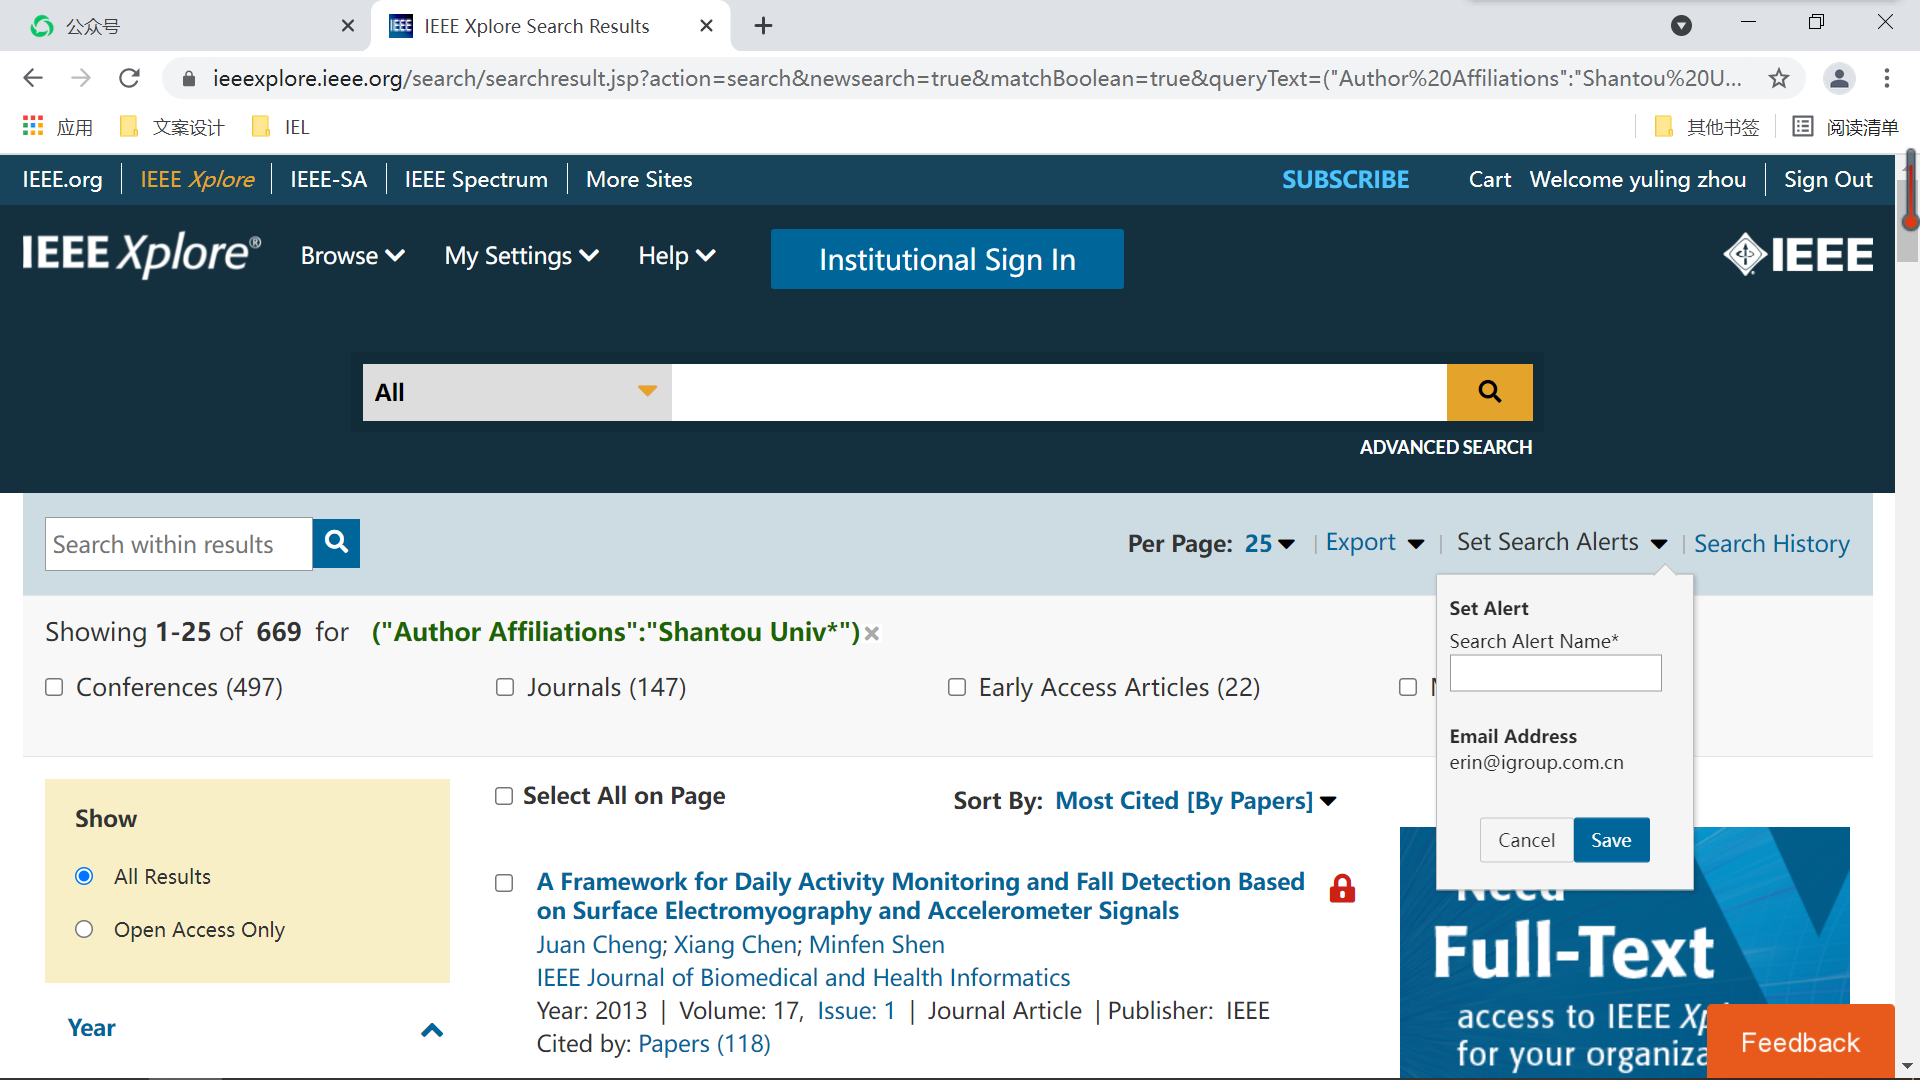 公众号
IEEE Xplore Search Results
ieeexplore.ieee.org/search/searchresult.jsp?action=search&newsearch=true&matchBoolean=true&queryText=("Author%20Affiliations":"Shantou%20U...
应用 文案设计 IEL 其他书签 阅读清单
IEEE.org IEEE Xplore IEEE-SA IEEE Spectrum More Sites SUBSCRIBE Cart Welcome yuling zhou Sign Out
IEEE Xplore® Browse My Settings Help Institutional Sign In IEEE
All
ADVANCED SEARCH
Search within results Per Page: 25 | Export | Set Search Alerts | Search History
Showing 1-25 of 669 for ("Author Affiliations":"Shantou Univ*")
Conferences (497) Journals (147) Early Access Articles (22)
Set Alert
Search Alert Name*
Email Address
erin@igroup.com.cn
Cancel Save
Show
All Results
Open Access Only
Year
Select All on Page Sort By: Most Cited [By Papers]
A Framework for Daily Activity Monitoring and Fall Detection Based
on Surface Electromyography and Accelerometer Signals
Juan Cheng; Xiang Chen; Minfen Shen
IEEE Journal of Biomedical and Health Informatics
Year: 2013 | Volume: 17, Issue: 1 | Journal Article | Publisher: IEEE
Cited by: Papers (118)
Need
Full-Text
access to IEEE Xp
for your organiza
Feedback